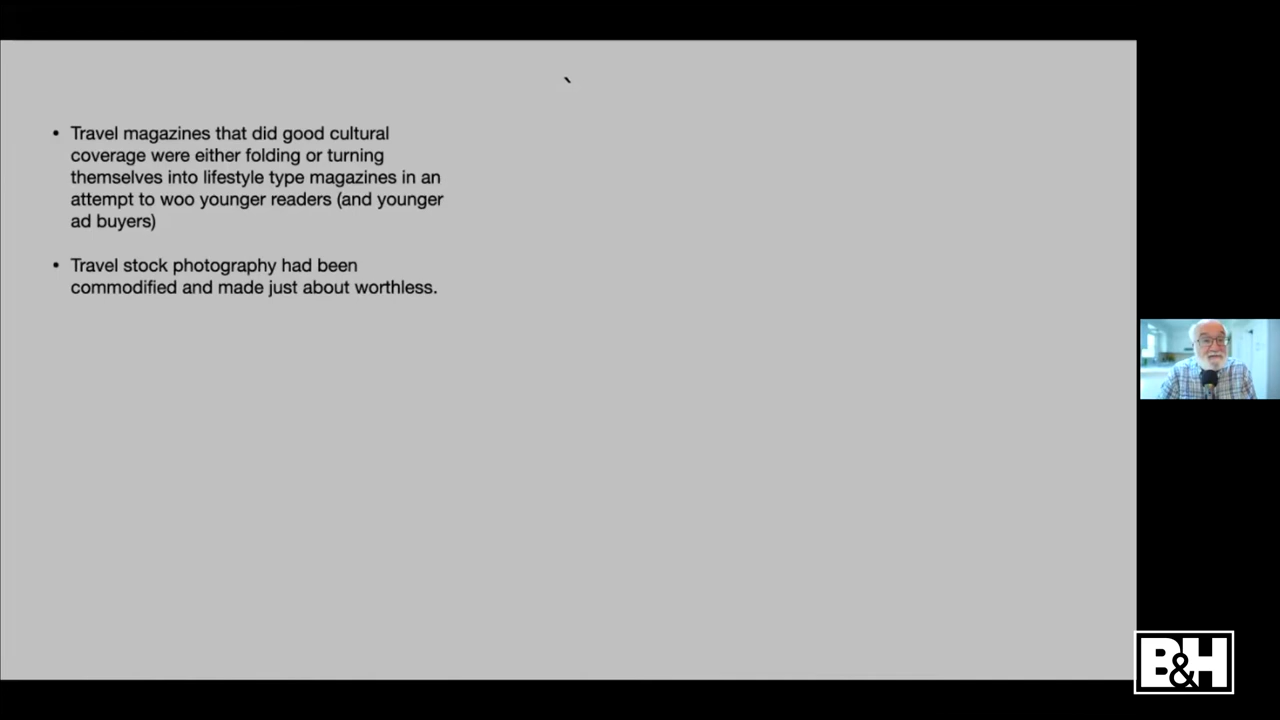 `
• Travel magazines that did good cultural
coverage were either folding or turning
themselves into lifestyle type magazines in an
attempt to woo younger readers (and younger
ad buyers)
• Travel stock photography had been
commodified and made just about worthless.
B&H